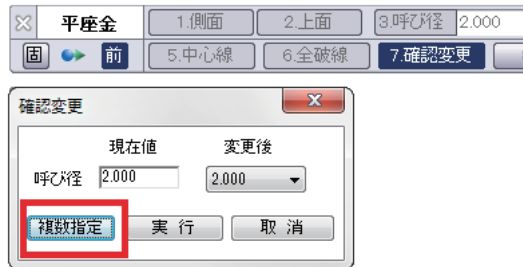 平座金 1.側面 2.上面 3.呼び径 2.000
固 前 5.中心線 6.全破線 7.確認変更
確認変更
現在値 変更後
呼び径 2.000 2.000
複数指定 実 行 取 消